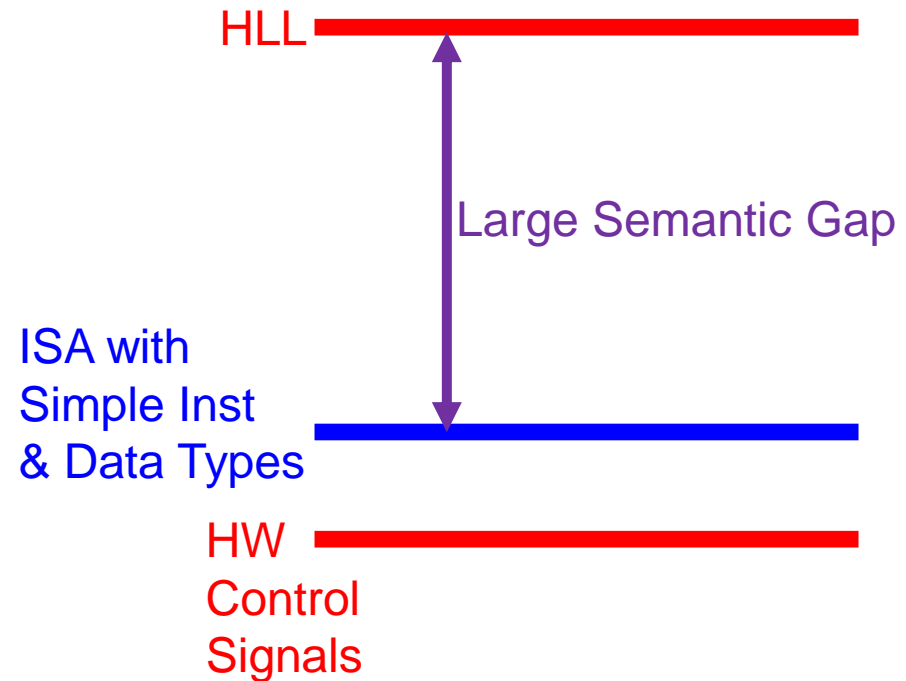 HLL
Large Semantic Gap
ISA with
Simple Inst
& Data Types
HW
Control
Signals